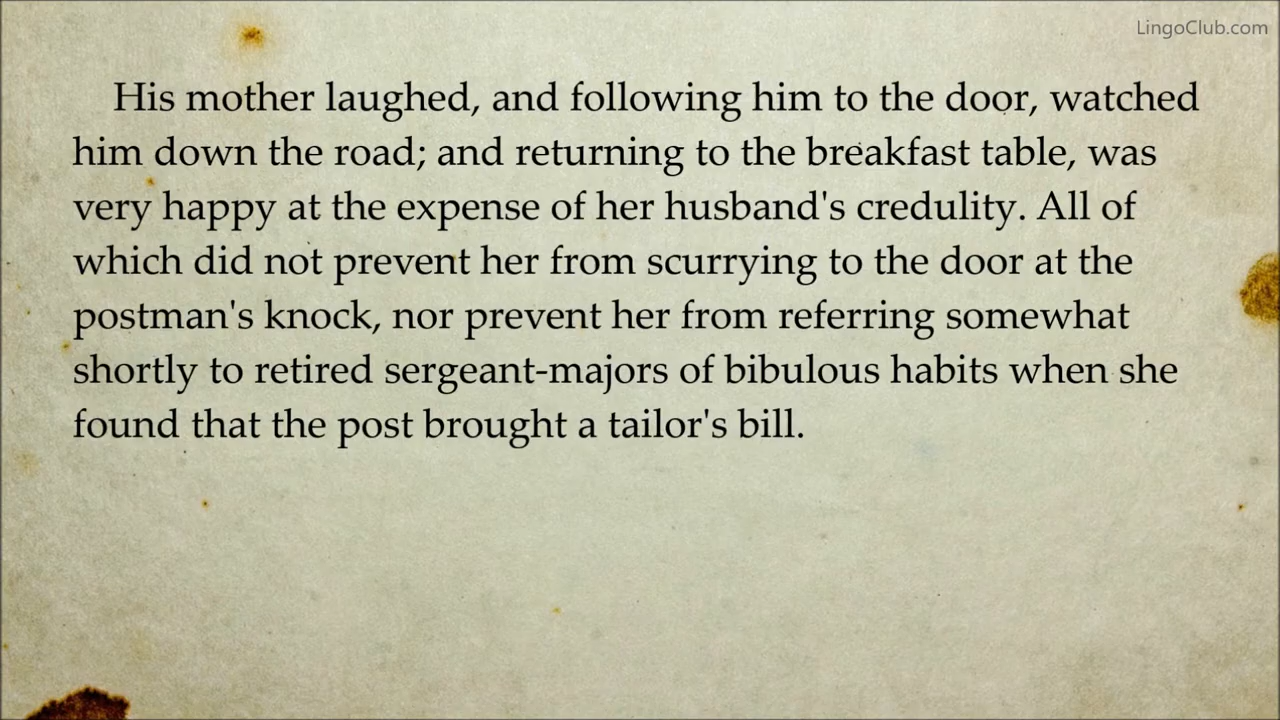 LingoClub.com
His mother laughed, and following him to the door, watched
him down the road; and returning to the breakfast table, was
very happy at the expense of her husband's credulity. All of
which did not prevent her from scurrying to the door at the
postman's knock, nor prevent her from referring somewhat
shortly to retired sergeant-majors of bibulous habits when she
found that the post brought a tailor's bill.